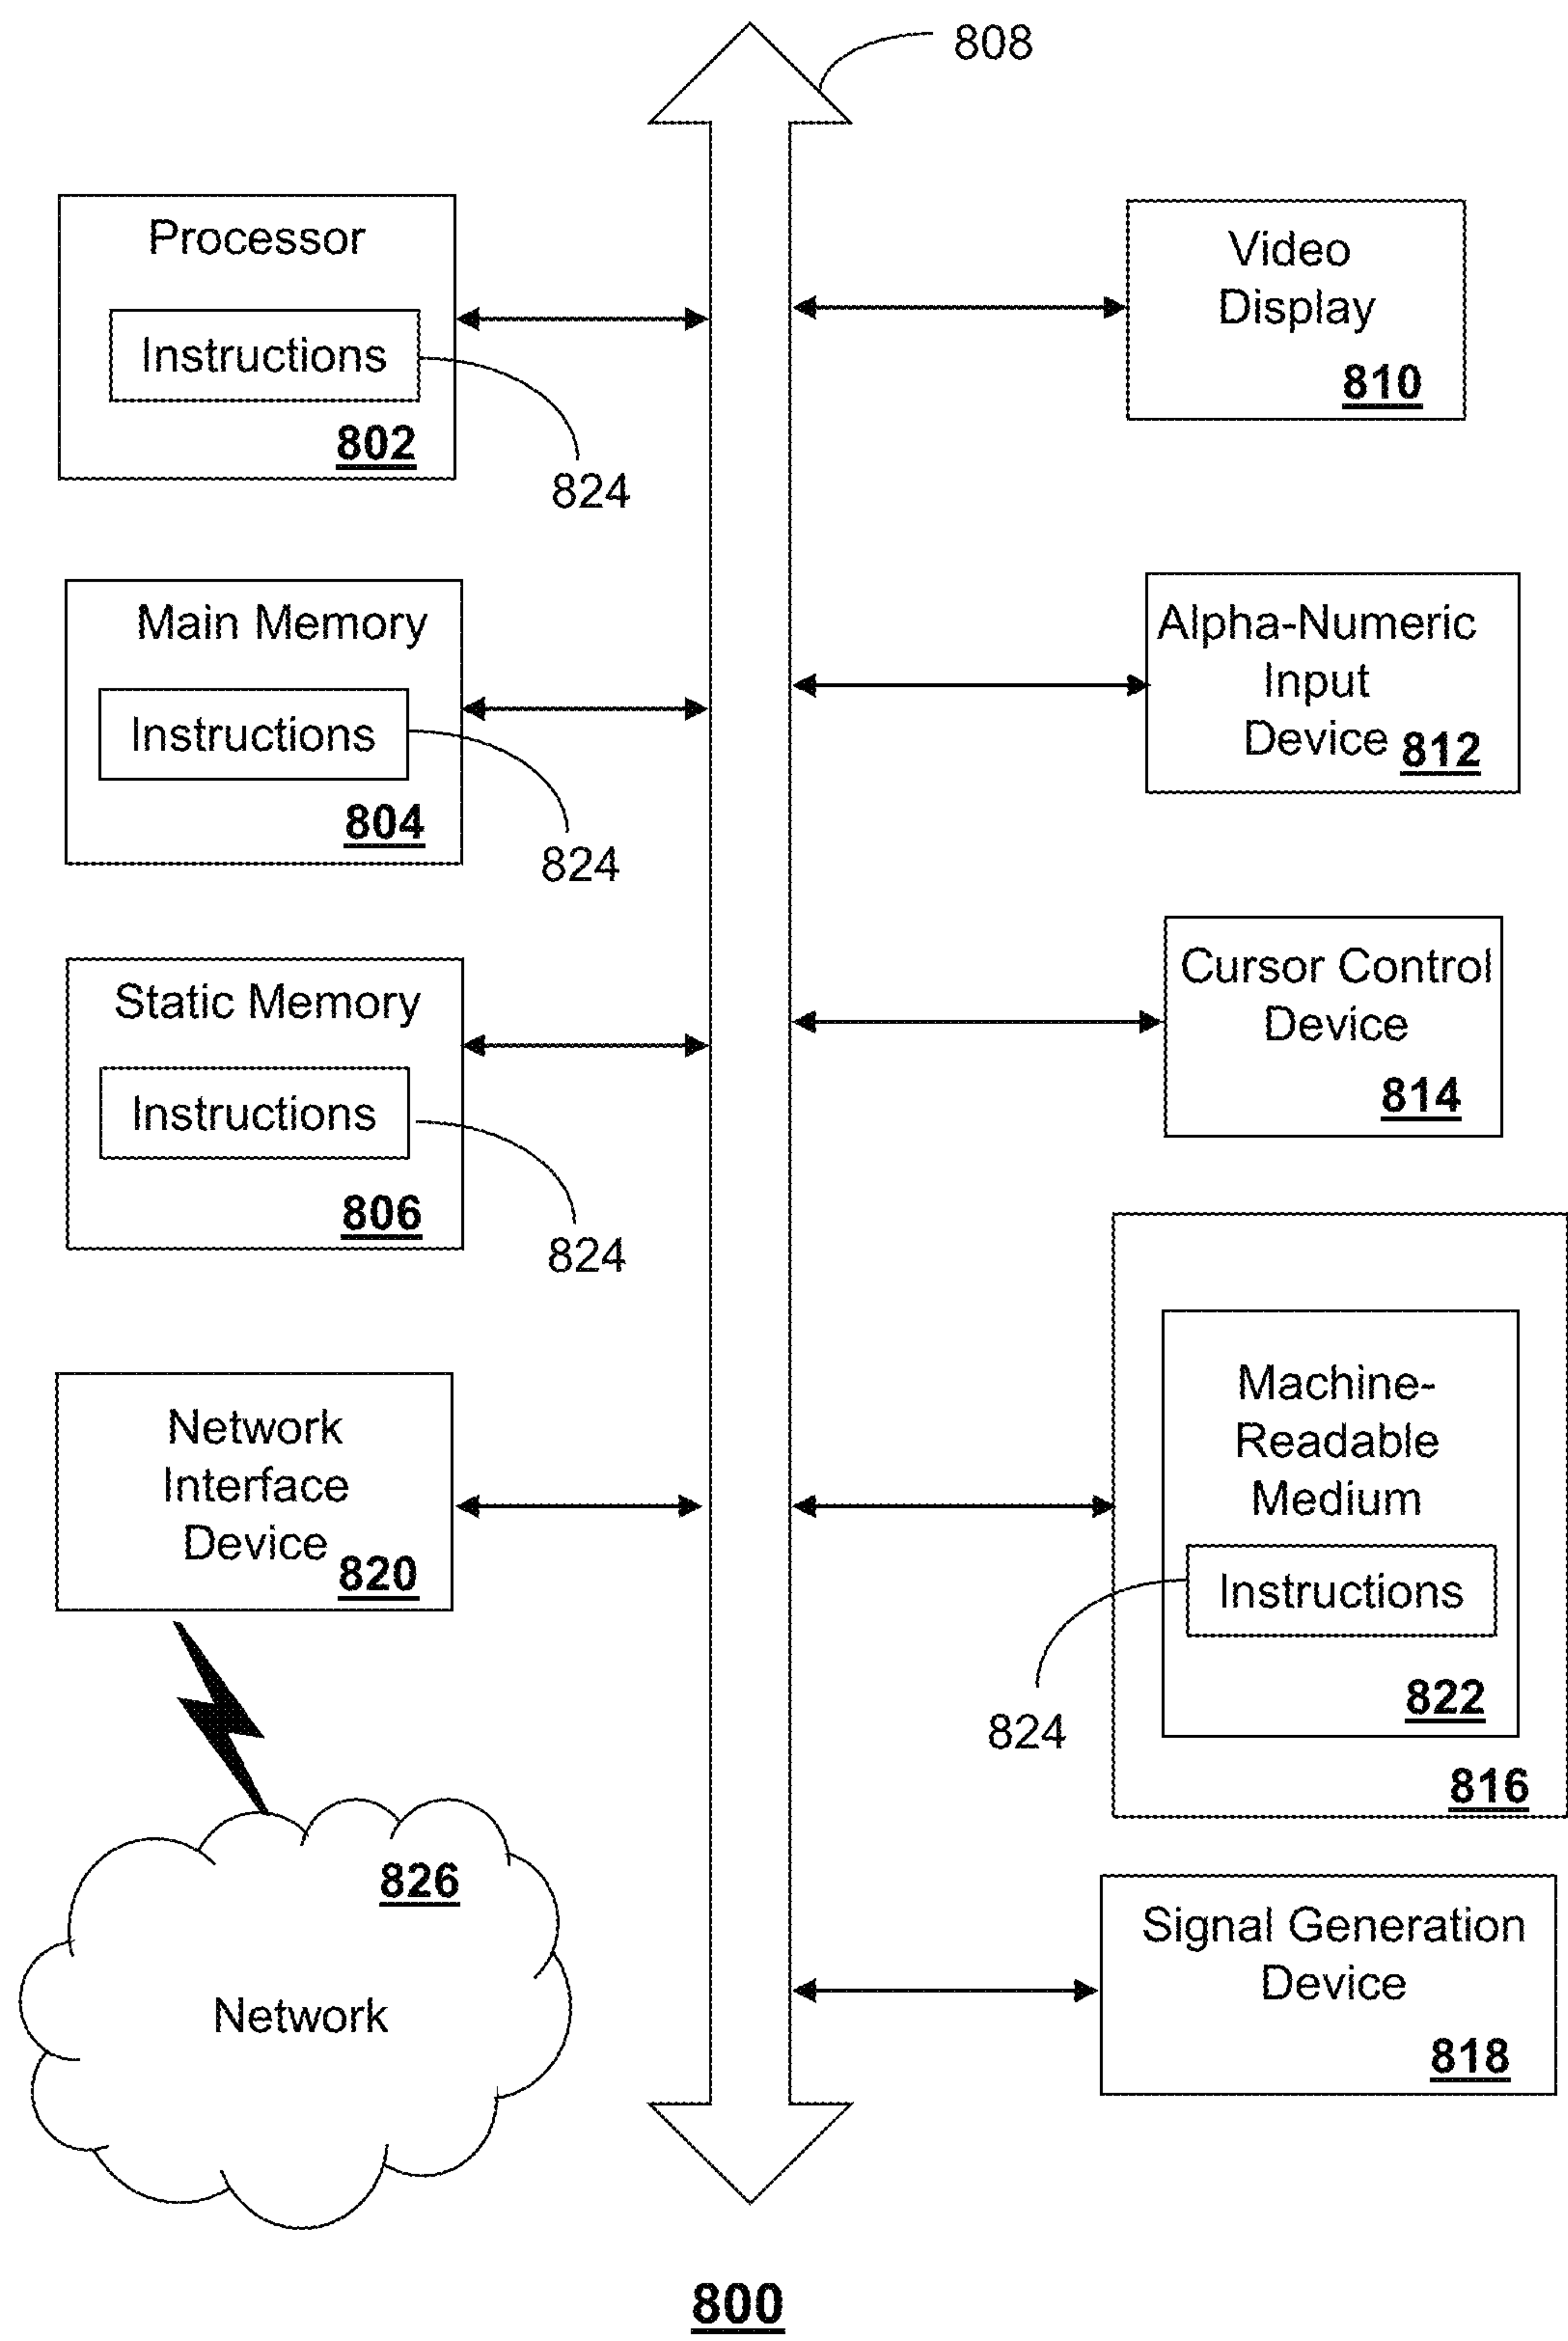 808
Processor
Instructions
802
824
Main Memory
Instructions
804
824
Static Memory
Instructions
806
824
Network
Interface
Device
820
826
Network
Video
Display
810
Alpha-Numeric
Input
Device
812
Cursor Control
Device
814
Machine-
Readable
Medium
Instructions
822
824
816
Signal Generation
Device
818
800